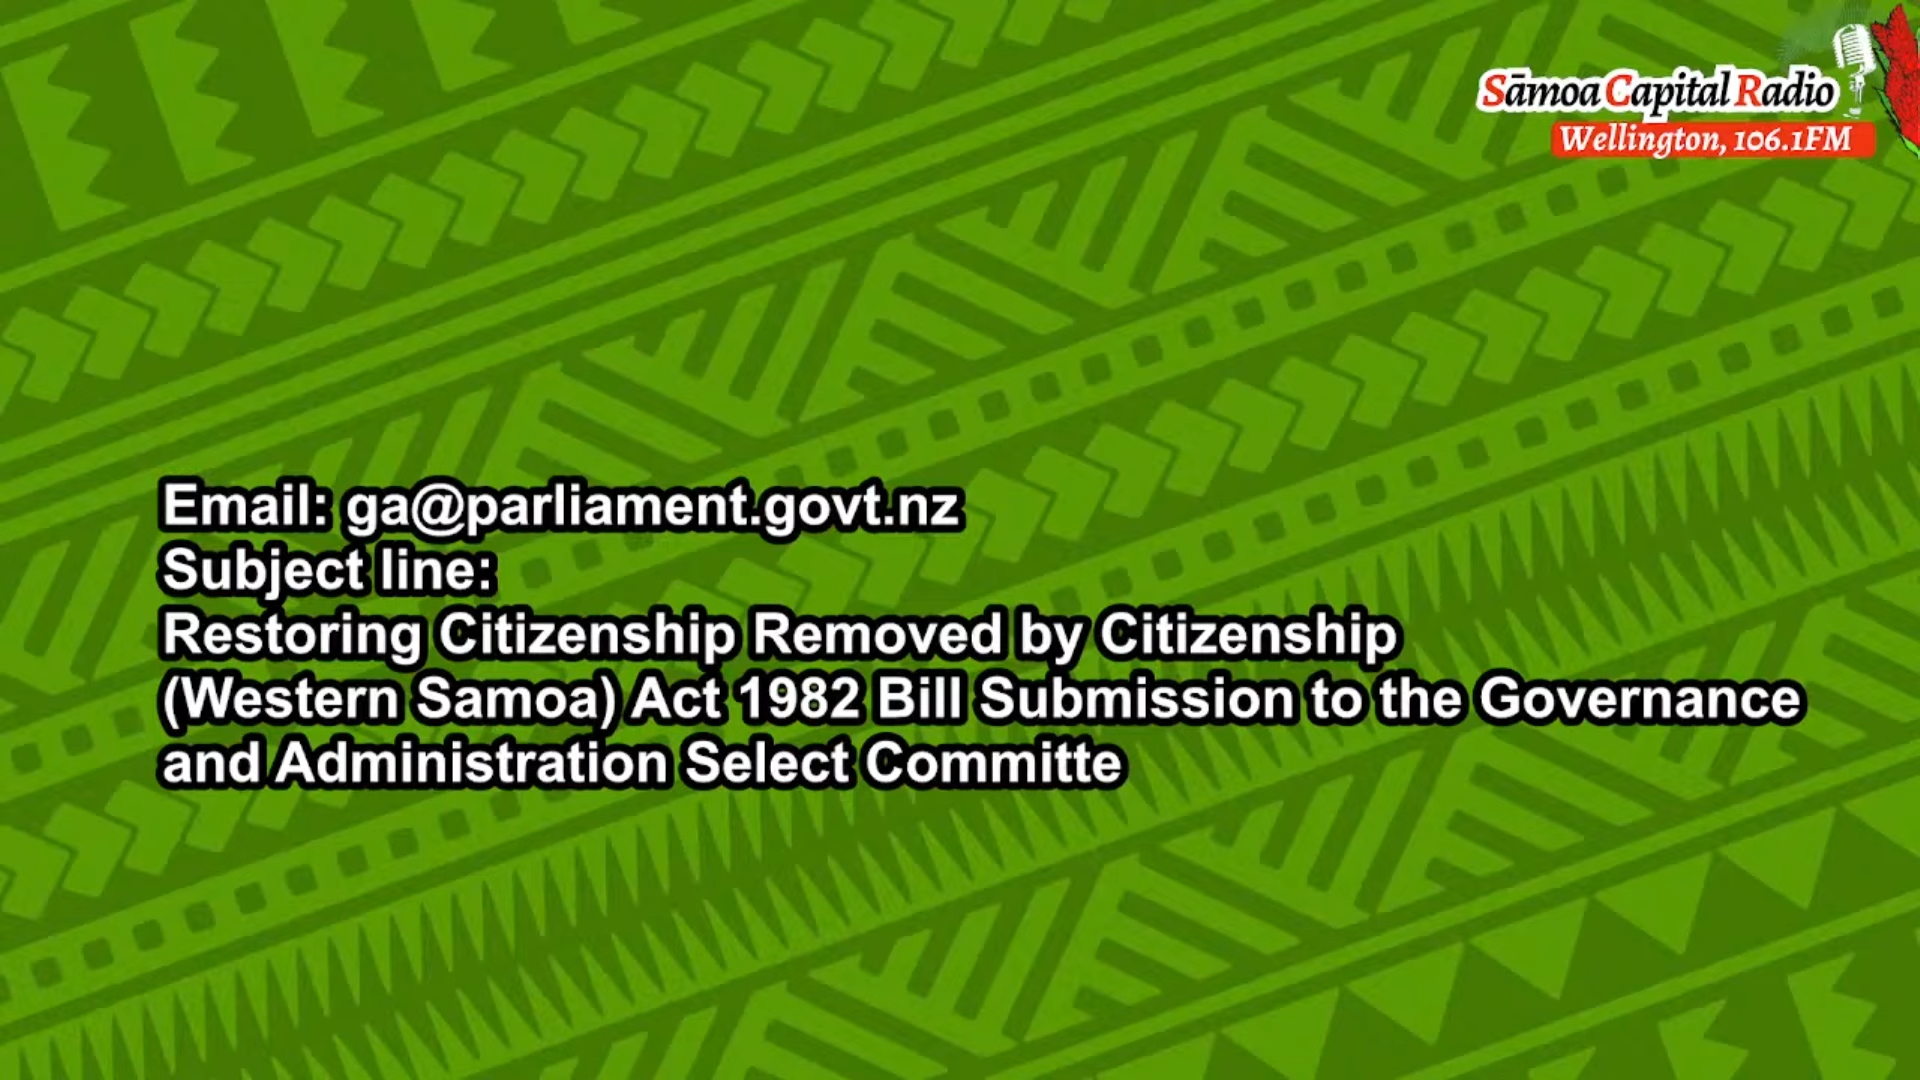 Sāmoa Capital Radio
Wellington, 106.1FM
Email: ga@parliament.govt.nz
Subject line:
Restoring Citizenship Removed by Citizenship
(Western Samoa) Act 1982 Bill Submission to the Governance
and Administration Select Committe